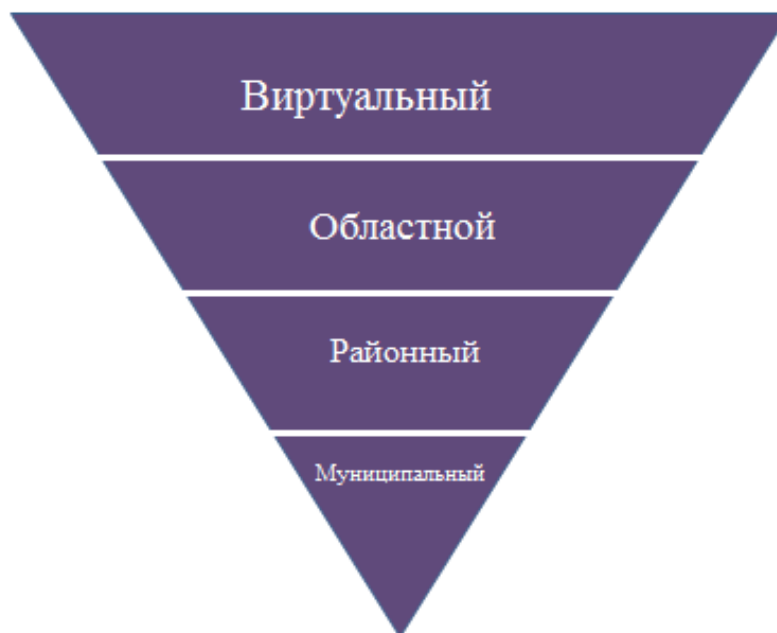 Виртуальный
Областной
Районный
Муниципальный